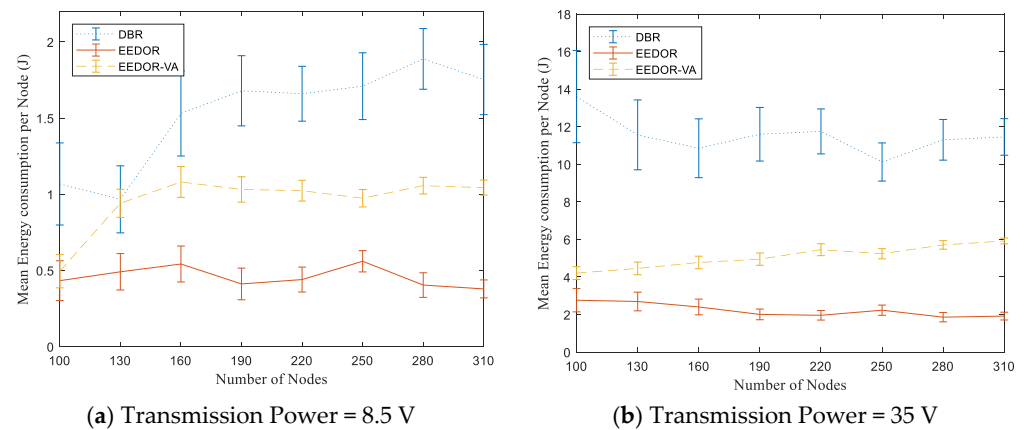 2
1.5
1
0.5
0
Mean Energy consumption per Node (J)
DBR
EEDOR
EEDOR-VA
100 130 160 190 220 250 280 310
Number of Nodes
(a) Transmission Power = 8.5 V
18
16
14
12
10
8
6
4
2
0
Mean Energy consumption per Node (J)
DBR
EEDOR
EEDOR-VA
100 130 160 190 220 250 280 310
Number of Nodes
(b) Transmission Power = 35 V